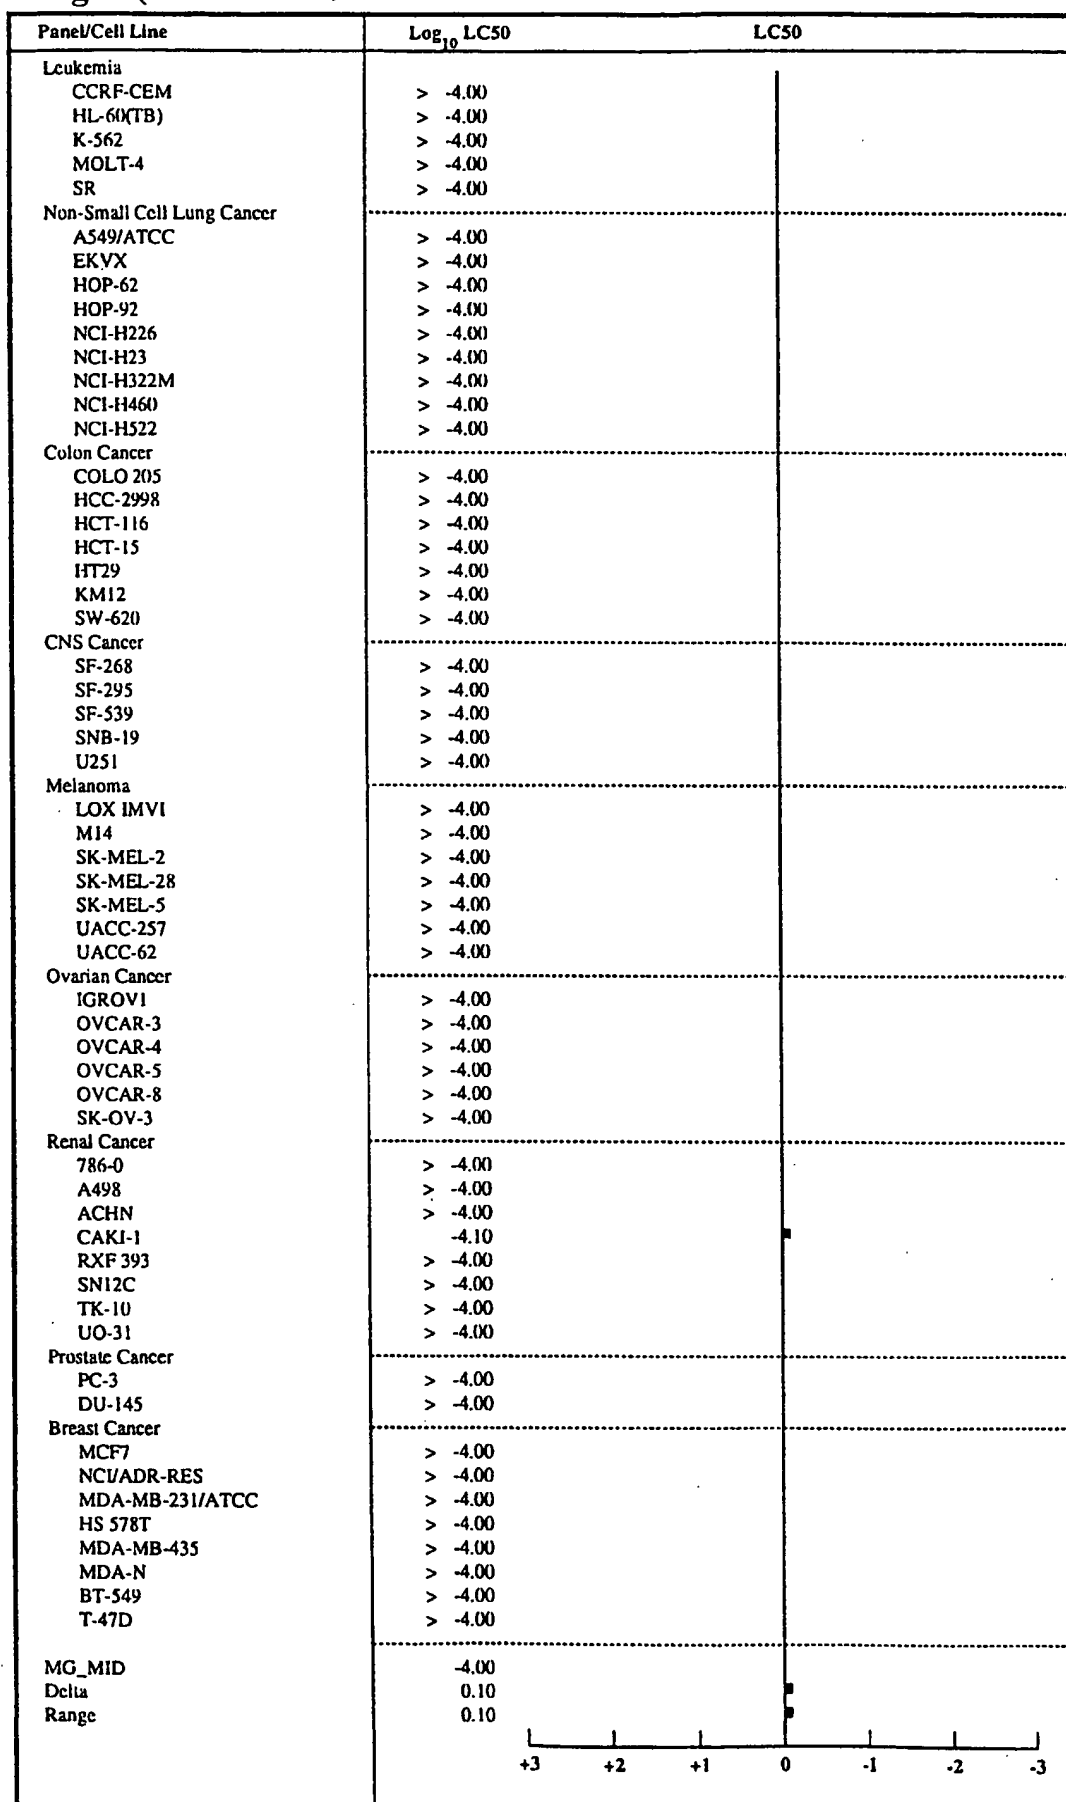 Panel/Cell Line Log10 LC50 LC50
Leukemia
CCRF-CEM > -4.00
HL-60(TB) > -4.00
K-562 > -4.00
MOLT-4 > -4.00
SR > -4.00
Non-Small Cell Lung Cancer
A549/ATCC > -4.00
EKVX > -4.00
HOP-62 > -4.00
HOP-92 > -4.00
NCI-H226 > -4.00
NCI-H23 > -4.00
NCI-H322M > -4.00
NCI-H460 > -4.00
NCI-H522 > -4.00
Colon Cancer
COLO 205 > -4.00
HCC-2998 > -4.00
HCT-116 > -4.00
HCT-15 > -4.00
HT29 > -4.00
KM12 > -4.00
SW-620 > -4.00
CNS Cancer
SF-268 > -4.00
SF-295 > -4.00
SF-539 > -4.00
SNB-19 > -4.00
U251 > -4.00
Melanoma
LOX IMVI > -4.00
M14 > -4.00
SK-MEL-2 > -4.00
SK-MEL-28 > -4.00
SK-MEL-5 > -4.00
UACC-257 > -4.00
UACC-62 > -4.00
Ovarian Cancer
IGROV1 > -4.00
OVCAR-3 > -4.00
OVCAR-4 > -4.00
OVCAR-5 > -4.00
OVCAR-8 > -4.00
SK-OV-3 > -4.00
Renal Cancer
786-0 > -4.00
A498 > -4.00
ACHN > -4.00
CAKI-1 -4.10
RXF 393 > -4.00
SN12C > -4.00
TK-10 > -4.00
UO-31 > -4.00
Prostate Cancer
PC-3 > -4.00
DU-145 > -4.00
Breast Cancer
MCF7 > -4.00
NCI/ADR-RES > -4.00
MDA-MB-231/ATCC > -4.00
HS 578T > -4.00
MDA-MB-435 > -4.00
MDA-N > -4.00
BT-549 > -4.00
T-47D > -4.00
MG_MID -4.00
Delta 0.10
Range 0.10
+3 +2 +1 0 -1 -2 -3